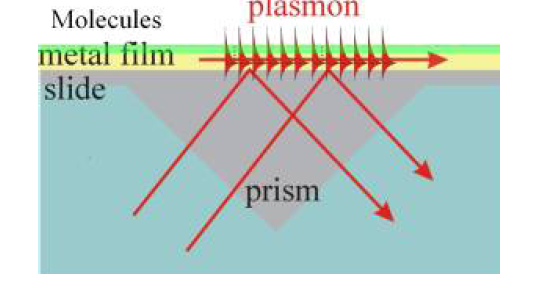 plasmon
Molecules
metal film
slide
prism